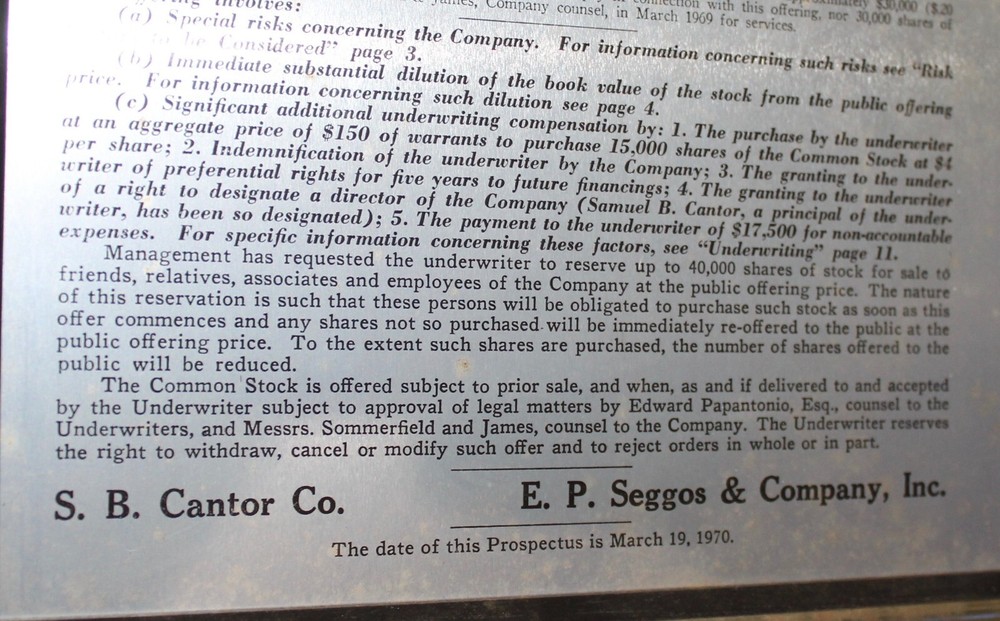 involves:
connection with this offering, nor 30,000 shares of
James, Company counsel, in March 1969 for services.
(a) Special risks concerning the Company. For information concerning such risks see "Risk
to be Considered" page 3.
(b) Immediate substantial dilution of the book value of the stock from the public offering
price. For information concerning such dilution see page 4.
(c) Significant additional underwriting compensation by: 1. The purchase by the underwriter
at an aggregate price of $150 of warrants to purchase 15,000 shares of the Common Stock at $4
per share; 2. Indemnification of the underwriter by the Company; 3. The granting to the under-
writer of preferential rights for five years to future financings; 4. The granting to the underwriter
of a right to designate a director of the Company (Samuel B. Cantor, a principal of the under-
writer, has been so designated); 5. The payment to the underwriter of $17,500 for non-accountable
expenses. For specific information concerning these factors, see "Underwriting" page 11.
Management has requested the underwriter to reserve up to 40,000 shares of stock for sale to
friends, relatives, associates and employees of the Company at the public offering price. The nature
of this reservation is such that these persons will be obligated to purchase such stock as soon as this
offer commences and any shares not so purchased will be immediately re-offered to the public at the
public offering price. To the extent such shares are purchased, the number of shares offered to the
public will be reduced.
The Common Stock is offered subject to prior sale, and when, as and if delivered to and accepted
by the Underwriter subject to approval of legal matters by Edward Papantonio, Esq., counsel to the
Underwriters, and Messrs. Sommerfield and James, counsel to the Company. The Underwriter reserves
the right to withdraw, cancel or modify such offer and to reject orders in whole or in part.
S. B. Cantor Co.
E. P. Seggos & Company, Inc.
The date of this Prospectus is March 19, 1970.